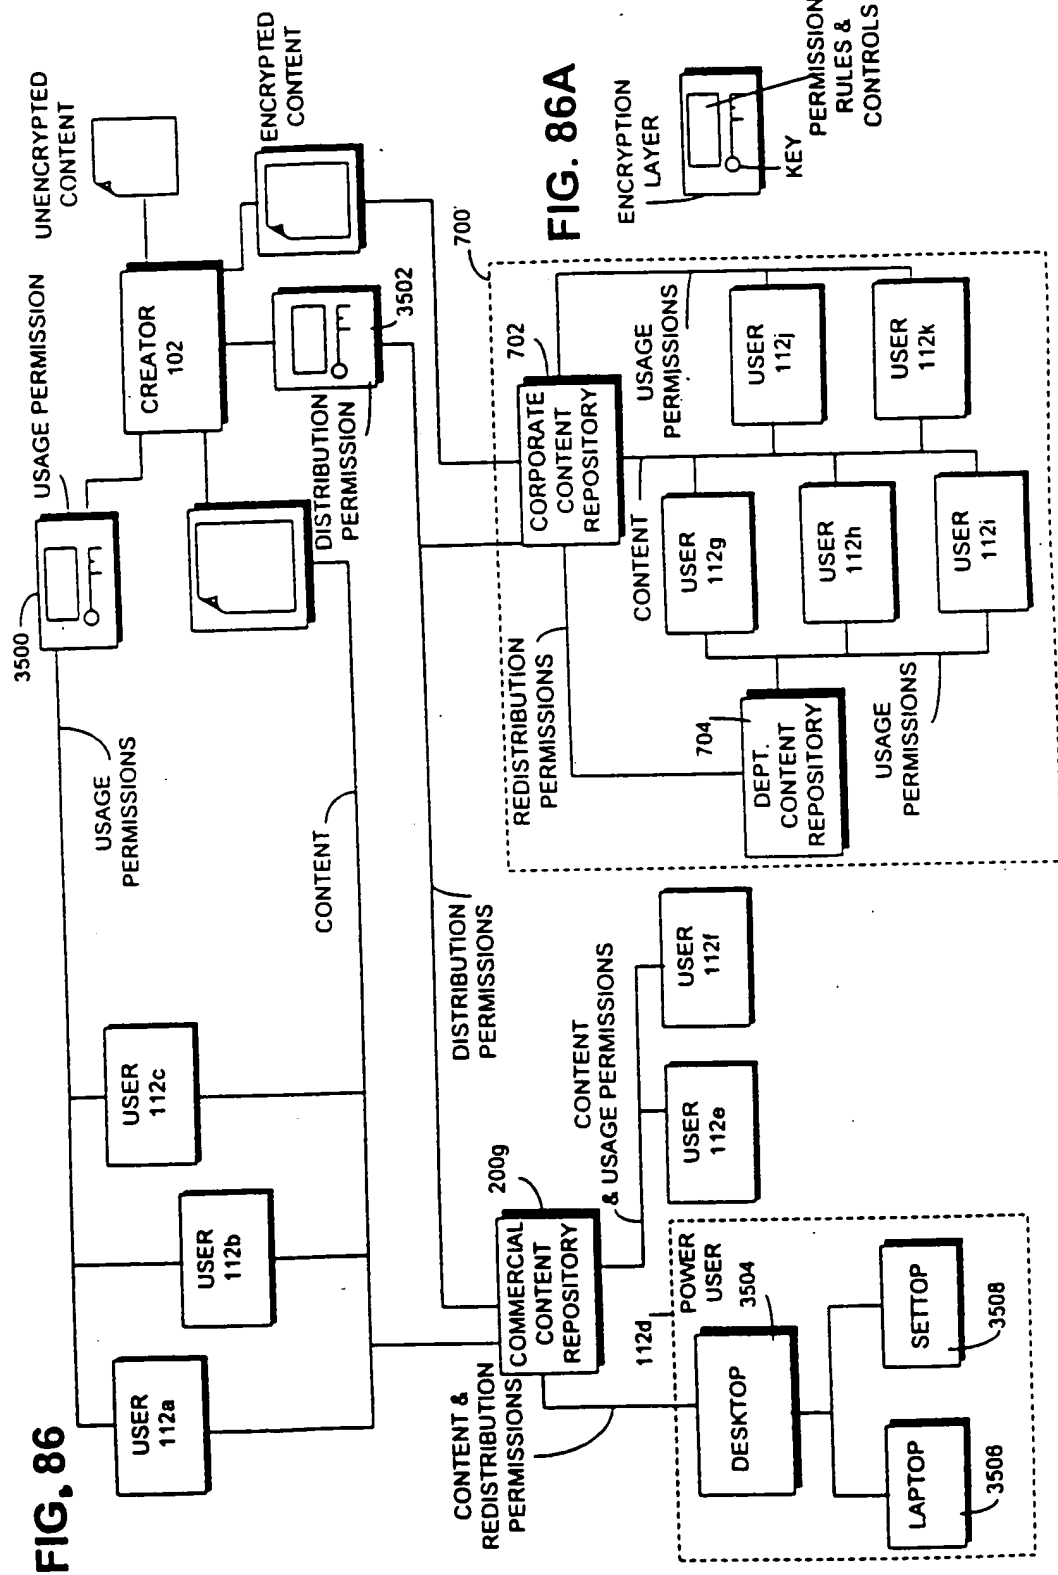 FIG. 86
USER
112a
USER
112b
USER
112c
USAGE
PERMISSIONS
3500
USAGE PERMISSION
UNENCRYPTED
CONTENT
CREATOR
102
ENCRYPTED
CONTENT
CONTENT
DISTRIBUTION
PERMISSION
3502
DISTRIBUTION
PERMISSIONS
CONTENT &
REDISTRIBUTION
PERMISSIONS
COMMERCIAL
CONTENT
REPOSITORY
200g
CONTENT
& USAGE PERMISSIONS
USER
112e
USER
112f
112d
POWER
USER
3504
DESKTOP
LAPTOP
3506
SETTOP
3508
700
CORPORATE
CONTENT
REPOSITORY
702
REDISTRIBUTION
PERMISSIONS
CONTENT
USAGE
PERMISSIONS
704
DEPT.
CONTENT
REPOSITORY
USAGE
PERMISSIONS
USER
112g
USER
112h
USER
112i
USER
112j
USER
112k
FIG. 86A
ENCRYPTION
LAYER
KEY
PERMISSION
RULES &
CONTROLS